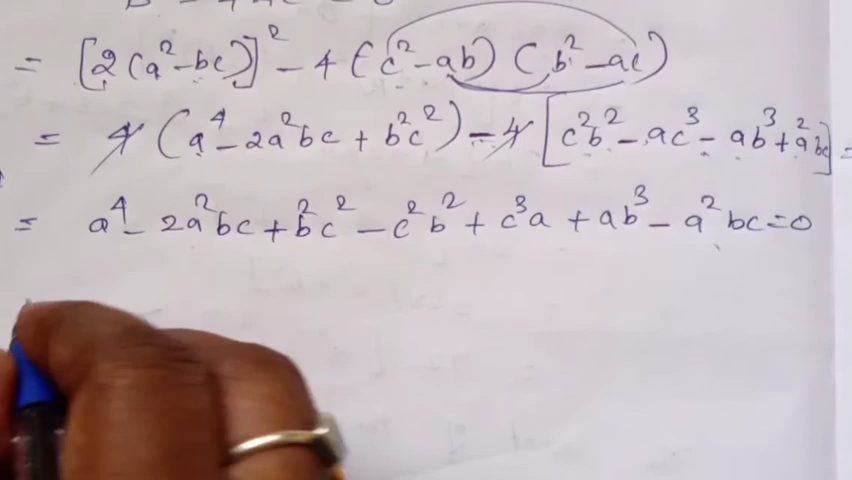 = [2(a²-bc)]² - 4(c²-ab) (b²-ac)
= 4(a⁴-2a²bc+b²c²) - 4[c²b²-ac³-ab³+a²bc] =
= a⁴-2a²bc+b²c²-c²b²+c³a+ab³-a²bc=0